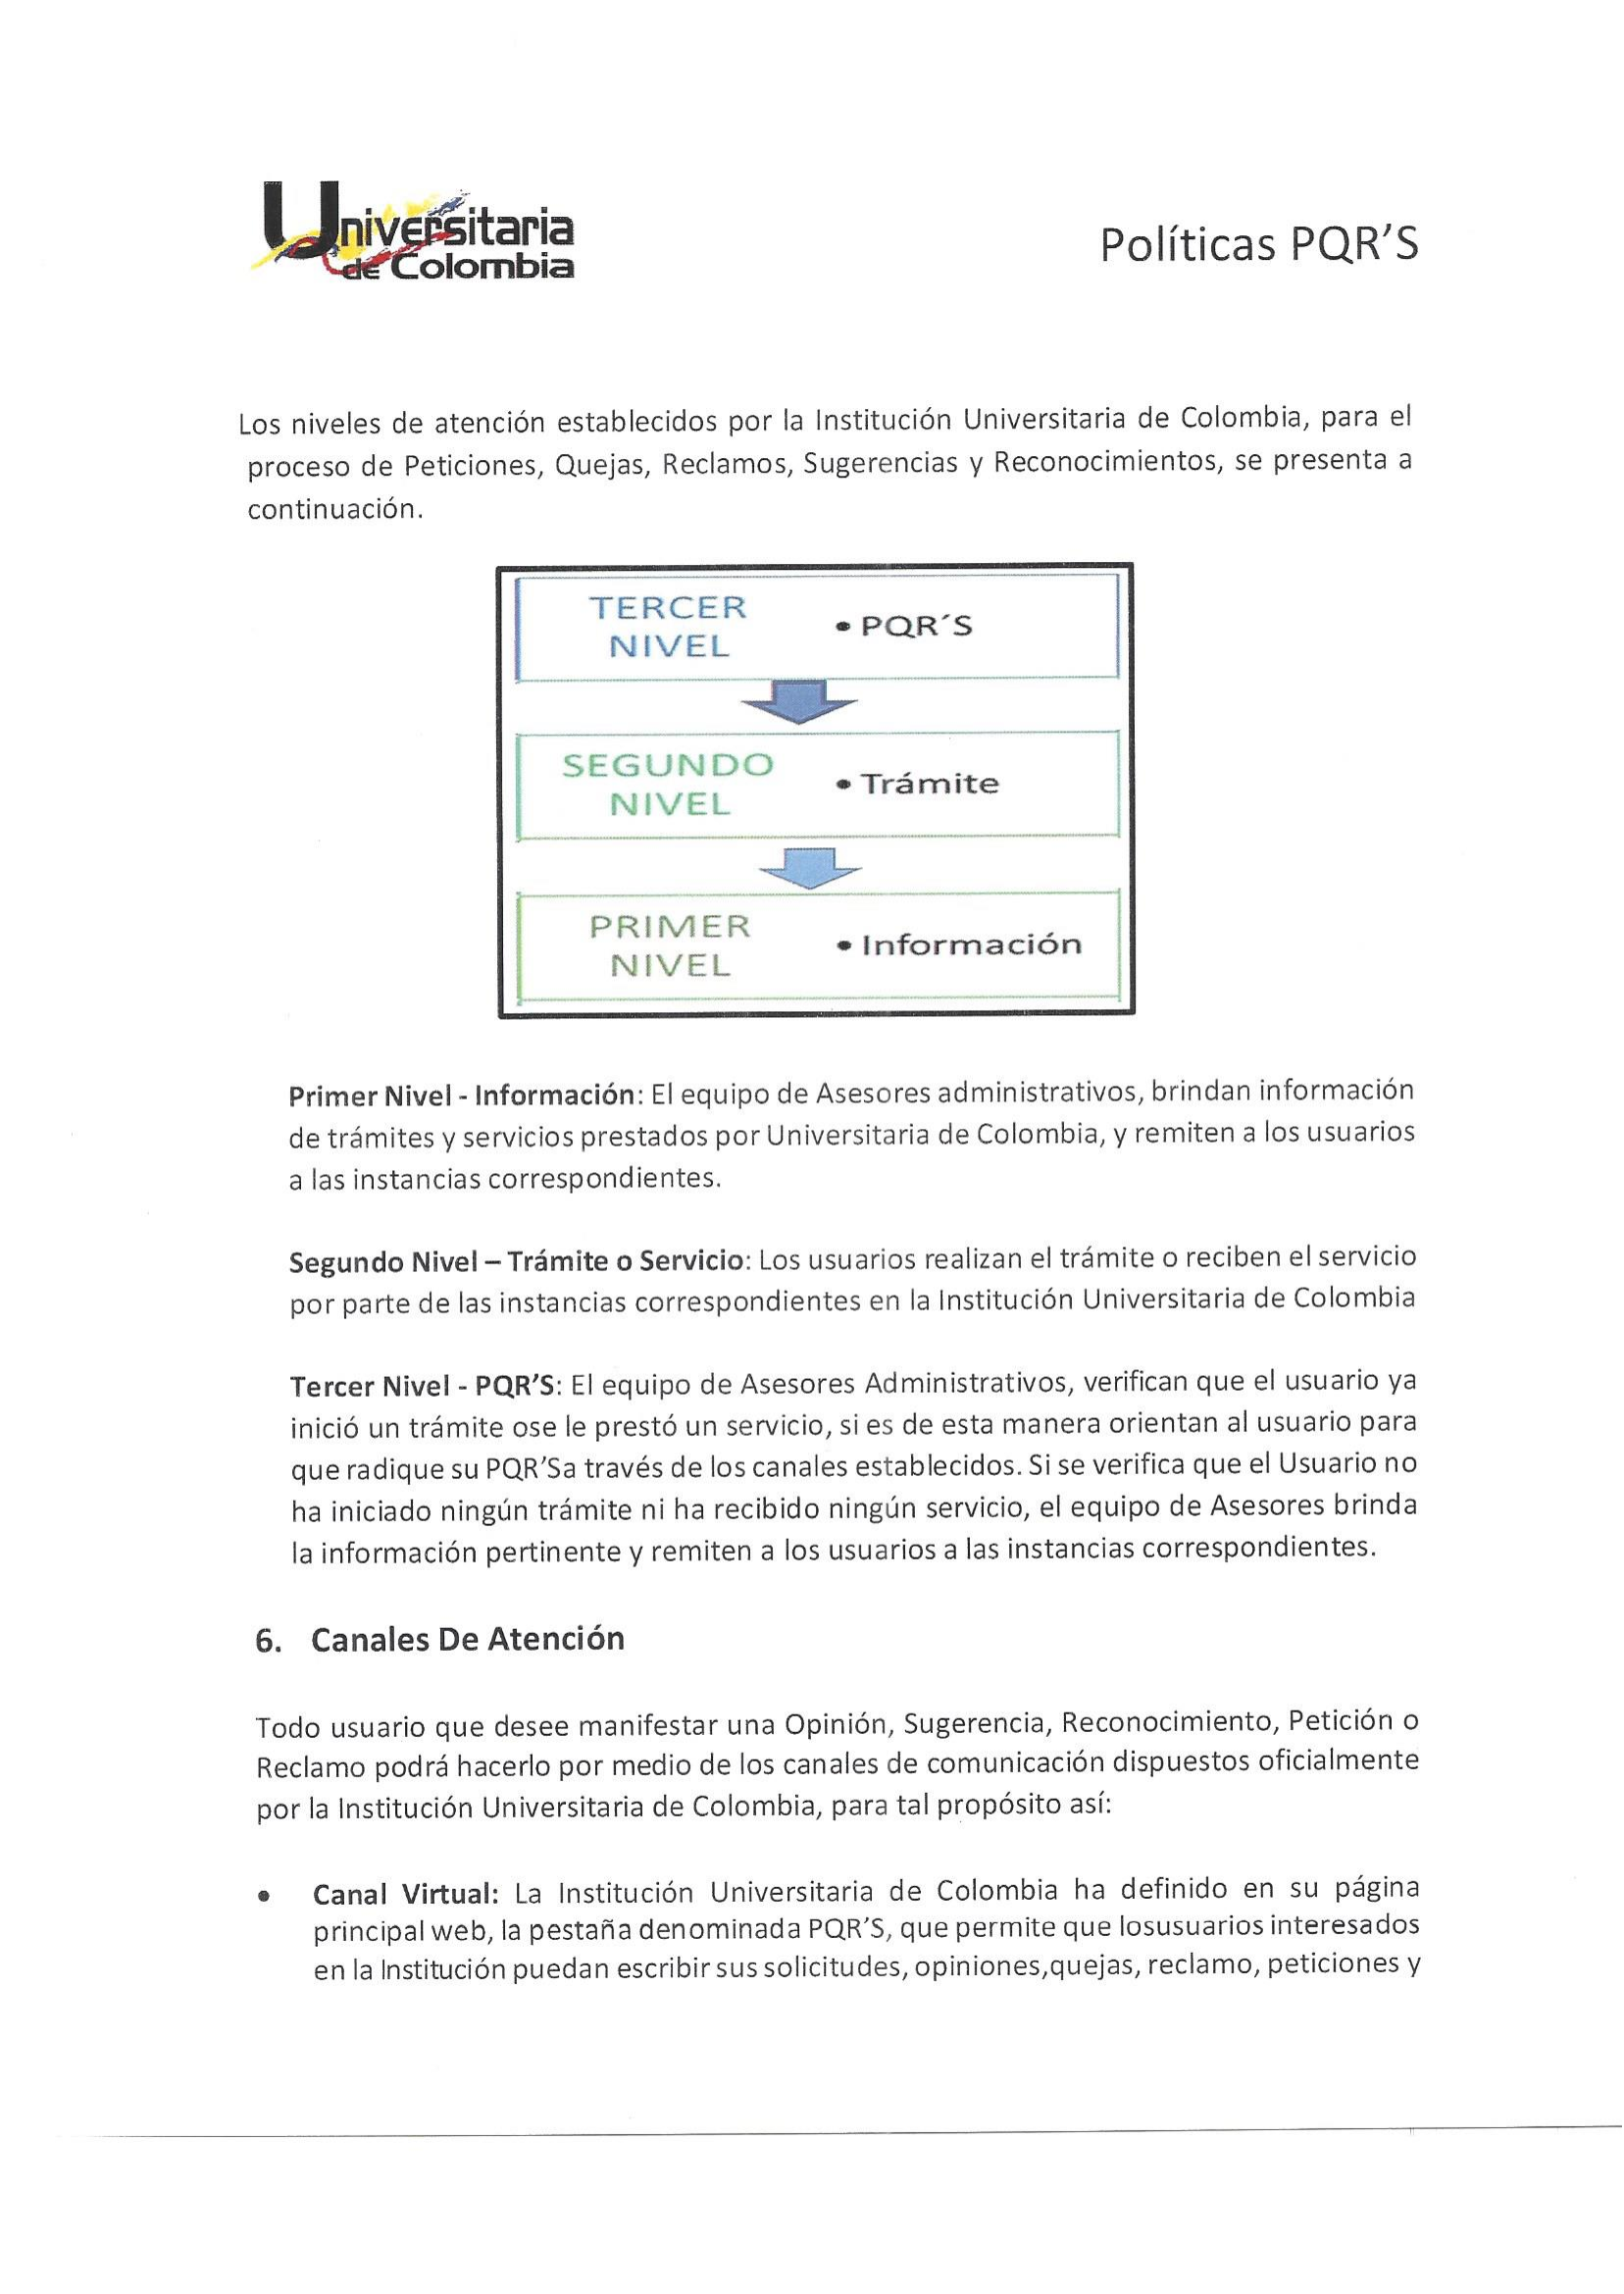 Universitaria
de Colombia
Políticas PQR'S
Los niveles de atención establecidos por la Institución Universitaria de Colombia, para el
proceso de Peticiones, Quejas, Reclamos, Sugerencias y Reconocimientos, se presenta a
continuación.
TERCER
NIVEL
• PQR´S
SEGUNDO
NIVEL
• Trámite
PRIMER
NIVEL
• Información
Primer Nivel - Información: El equipo de Asesores administrativos, brindan información
de trámites y servicios prestados por Universitaria de Colombia, y remiten a los usuarios
a las instancias correspondientes.
Segundo Nivel – Trámite o Servicio: Los usuarios realizan el trámite o reciben el servicio
por parte de las instancias correspondientes en la Institución Universitaria de Colombia
Tercer Nivel - PQR'S: El equipo de Asesores Administrativos, verifican que el usuario ya
inició un trámite ose le prestó un servicio, si es de esta manera orientan al usuario para
que radique su PQR'Sa través de los canales establecidos. Si se verifica que el Usuario no
ha iniciado ningún trámite ni ha recibido ningún servicio, el equipo de Asesores brinda
la información pertinente y remiten a los usuarios a las instancias correspondientes.
6. Canales De Atención
Todo usuario que desee manifestar una Opinión, Sugerencia, Reconocimiento, Petición o
Reclamo podrá hacerlo por medio de los canales de comunicación dispuestos oficialmente
por la Institución Universitaria de Colombia, para tal propósito así:
• Canal Virtual: La Institución Universitaria de Colombia ha definido en su página
principal web, la pestaña denominada PQR'S, que permite que losusuarios interesados
en la Institución puedan escribir sus solicitudes, opiniones,quejas, reclamo, peticiones y